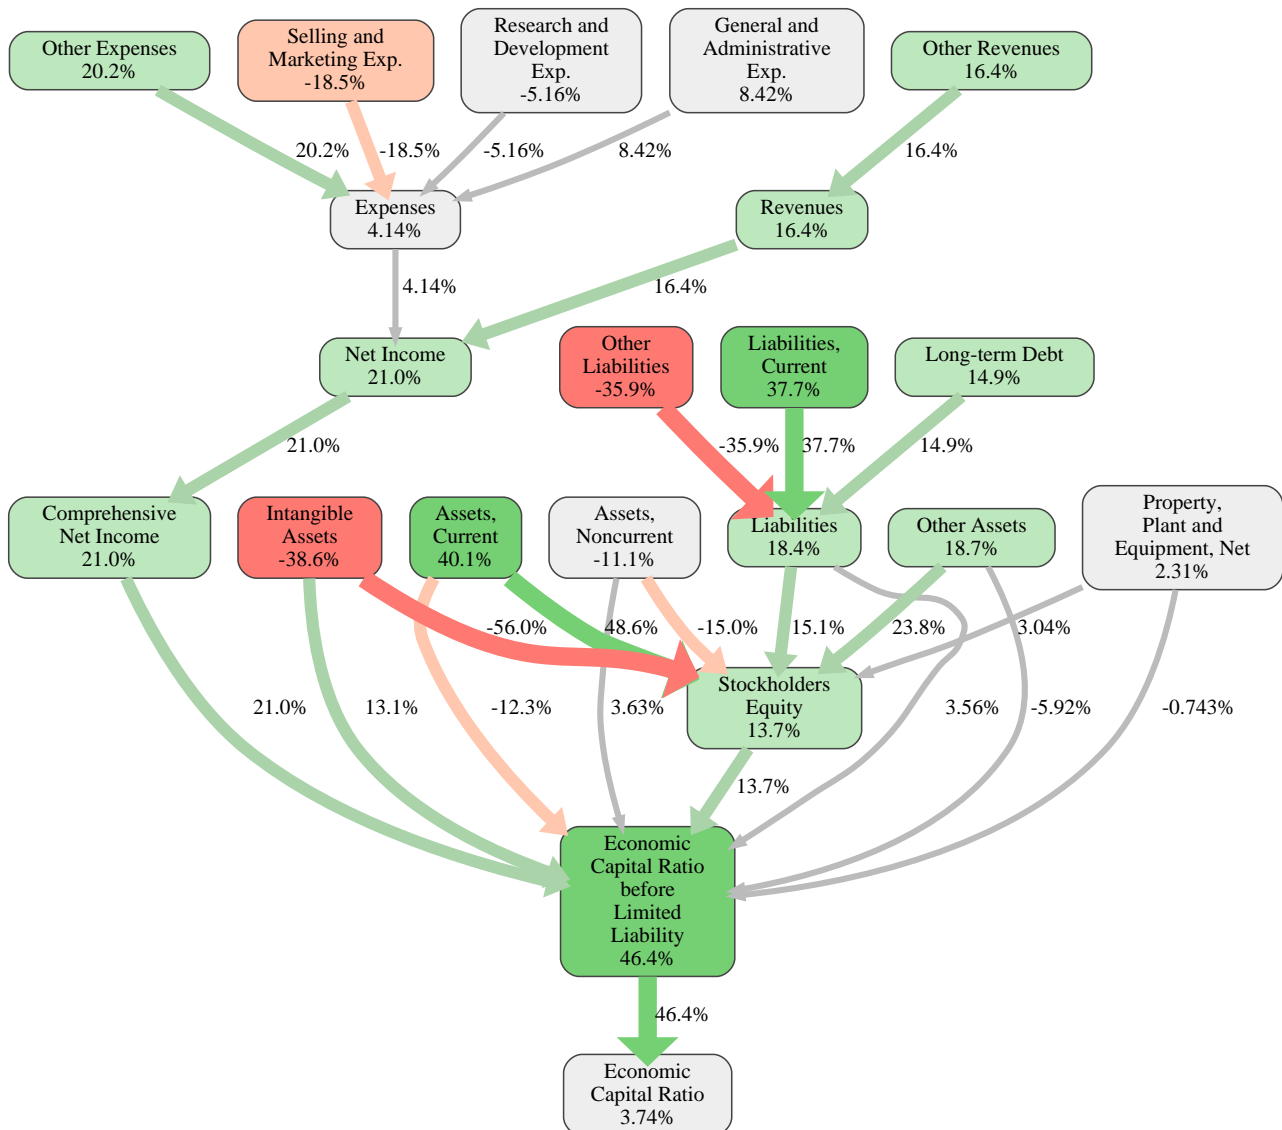 Other Expenses
20.2%
Selling and
Marketing Exp.
-18.5%
Research and
Development
Exp.
-5.16%
General and
Administrative
Exp.
8.42%
Other Revenues
16.4%
20.2%
-18.5%
-5.16%
8.42%
16.4%
Expenses
4.14%
Revenues
16.4%
4.14%
16.4%
Net Income
21.0%
Other
Liabilities
-35.9%
Liabilities,
Current
37.7%
Long-term Debt
14.9%
21.0%
-35.9%
37.7%
14.9%
Comprehensive
Net Income
21.0%
Intangible
Assets
-38.6%
Assets,
Current
40.1%
Assets,
Noncurrent
-11.1%
Liabilities
18.4%
Other Assets
18.7%
Property,
Plant and
Equipment, Net
2.31%
-56.0%
48.6%
-15.0%
15.1%
23.8%
3.04%
Stockholders
Equity
13.7%
21.0%
13.1%
-12.3%
3.63%
3.56%
-5.92%
-0.743%
13.7%
Economic
Capital Ratio
before
Limited
Liability
46.4%
46.4%
Economic
Capital Ratio
3.74%